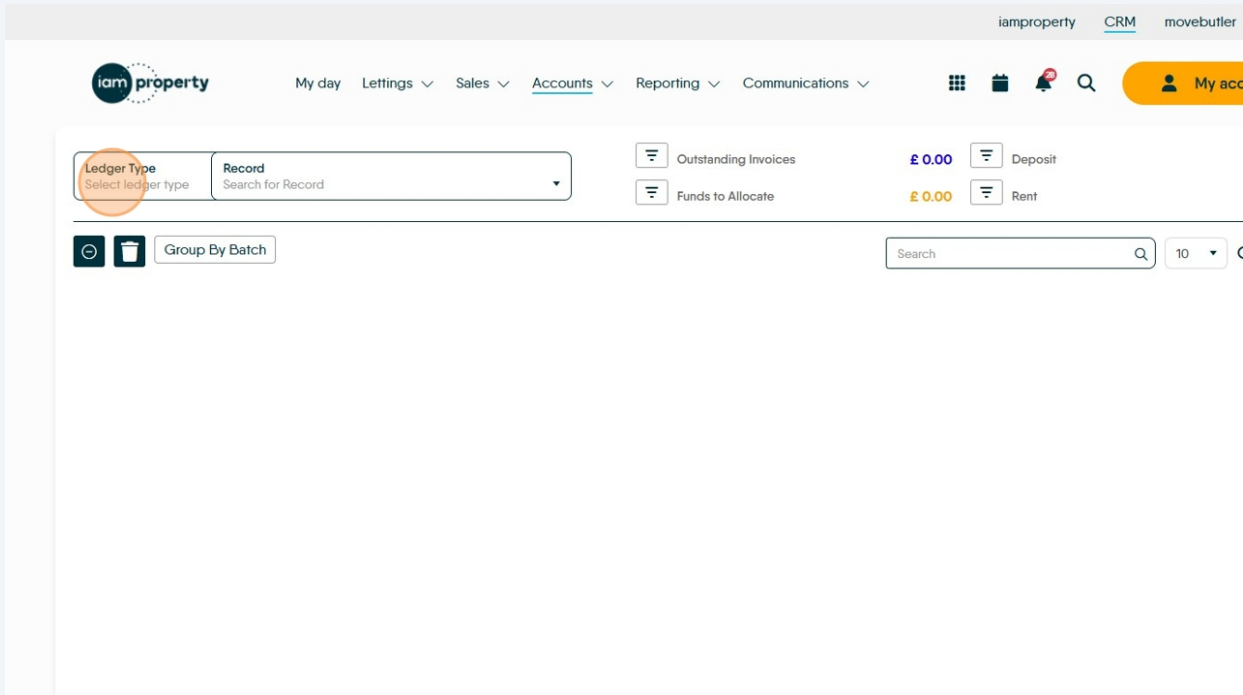 iamproperty CRM movebutler
iam property My day Lettings Sales Accounts Reporting Communications 28 My acc
Ledger Type Record
Select ledger type Search for Record
Outstanding Invoices £ 0.00 Deposit
Funds to Allocate £ 0.00 Rent
Group By Batch Search 10